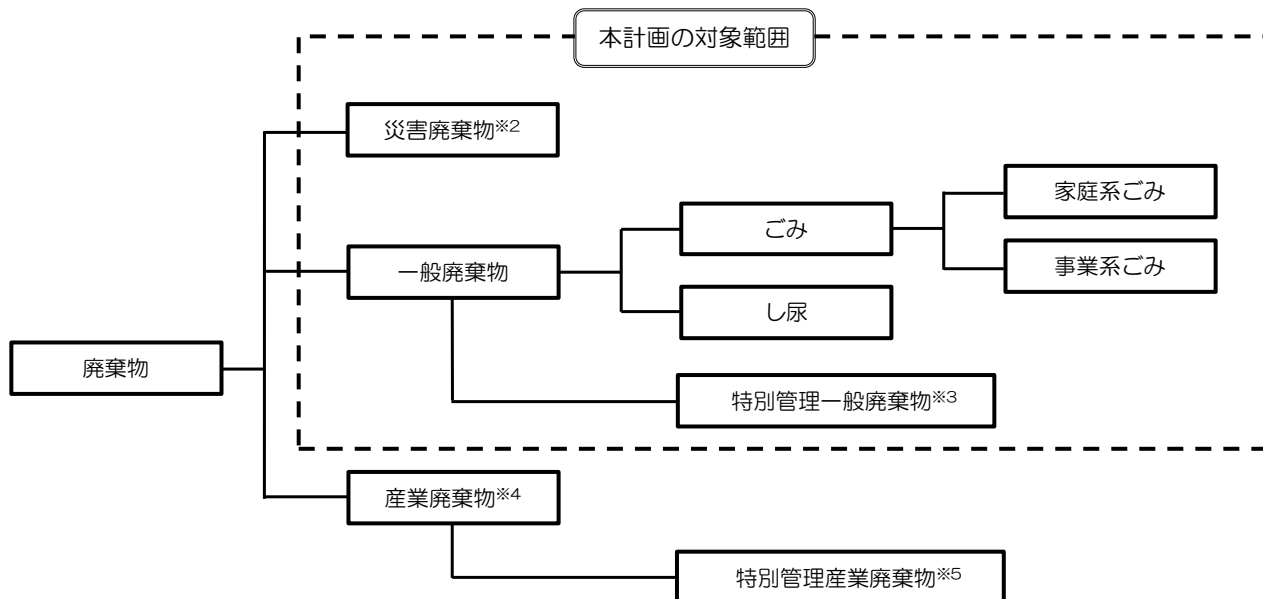 本計画の対象範囲
災害廃棄物※2
家庭系ごみ
ごみ
一般廃棄物
事業系ごみ
し尿
廃棄物
特別管理一般廃棄物※3
産業廃棄物※4
特別管理産業廃棄物※5